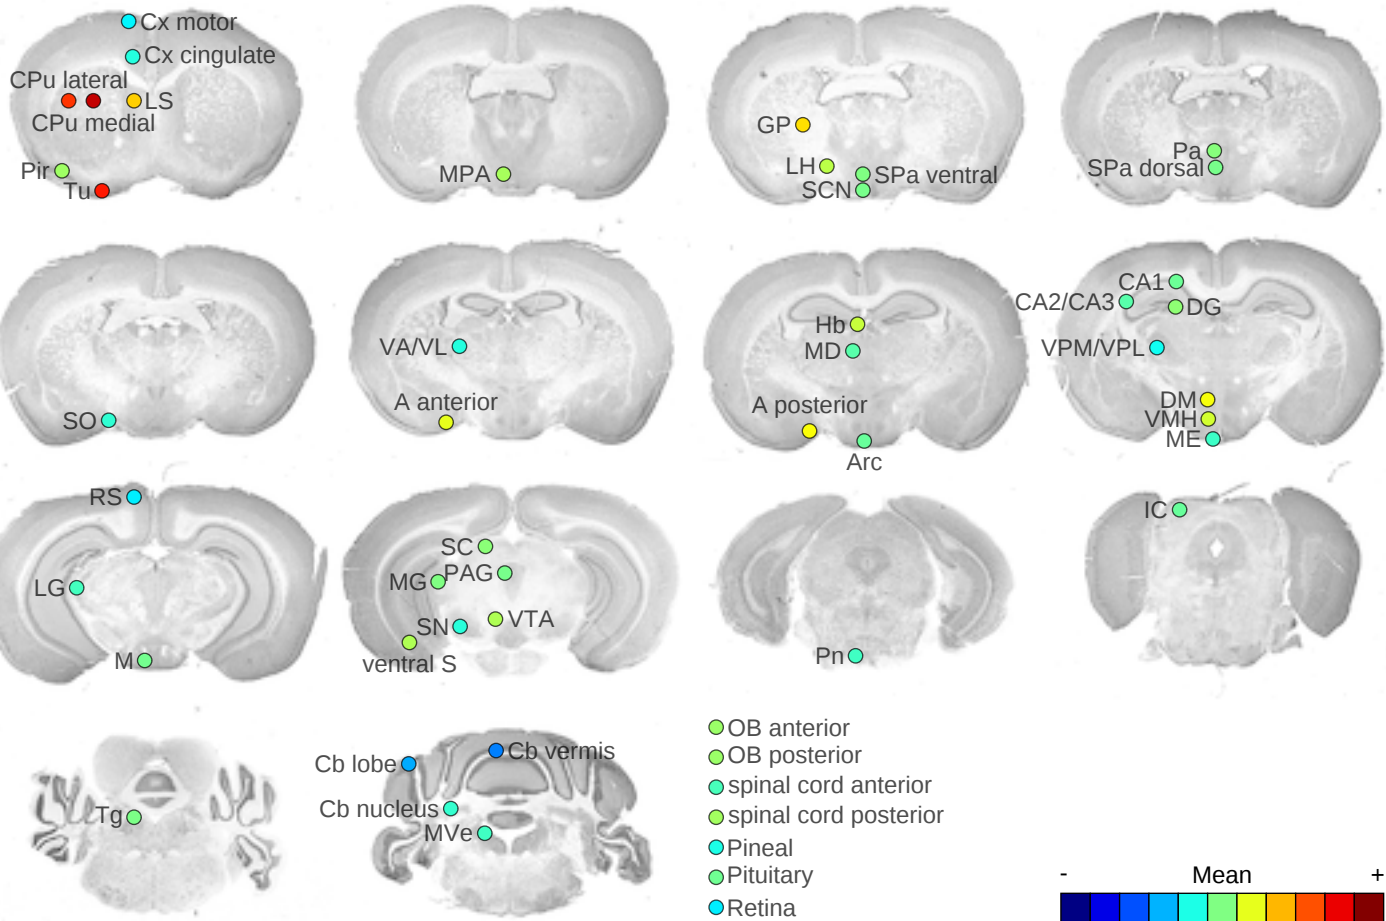 Cx motor
Cx cingulate
CPu lateral
LS
CPu medial
Pir
Tu
MPA
GP
LH
SPa ventral
SCN
Pa
SPa dorsal
SO
VA/VL
A anterior
Hb
MD
A posterior
Arc
CA1
CA2/CA3
DG
VPM/VPL
DM
VMH
ME
RS
LG
M
SC
PAG
MG
VTA
SN
ventral S
Pn
IC
Tg
Cb vermis
Cb lobe
Cb nucleus
MVe
OB anterior
OB posterior
spinal cord anterior
spinal cord posterior
Pineal
Pituitary
Retina
- Mean +